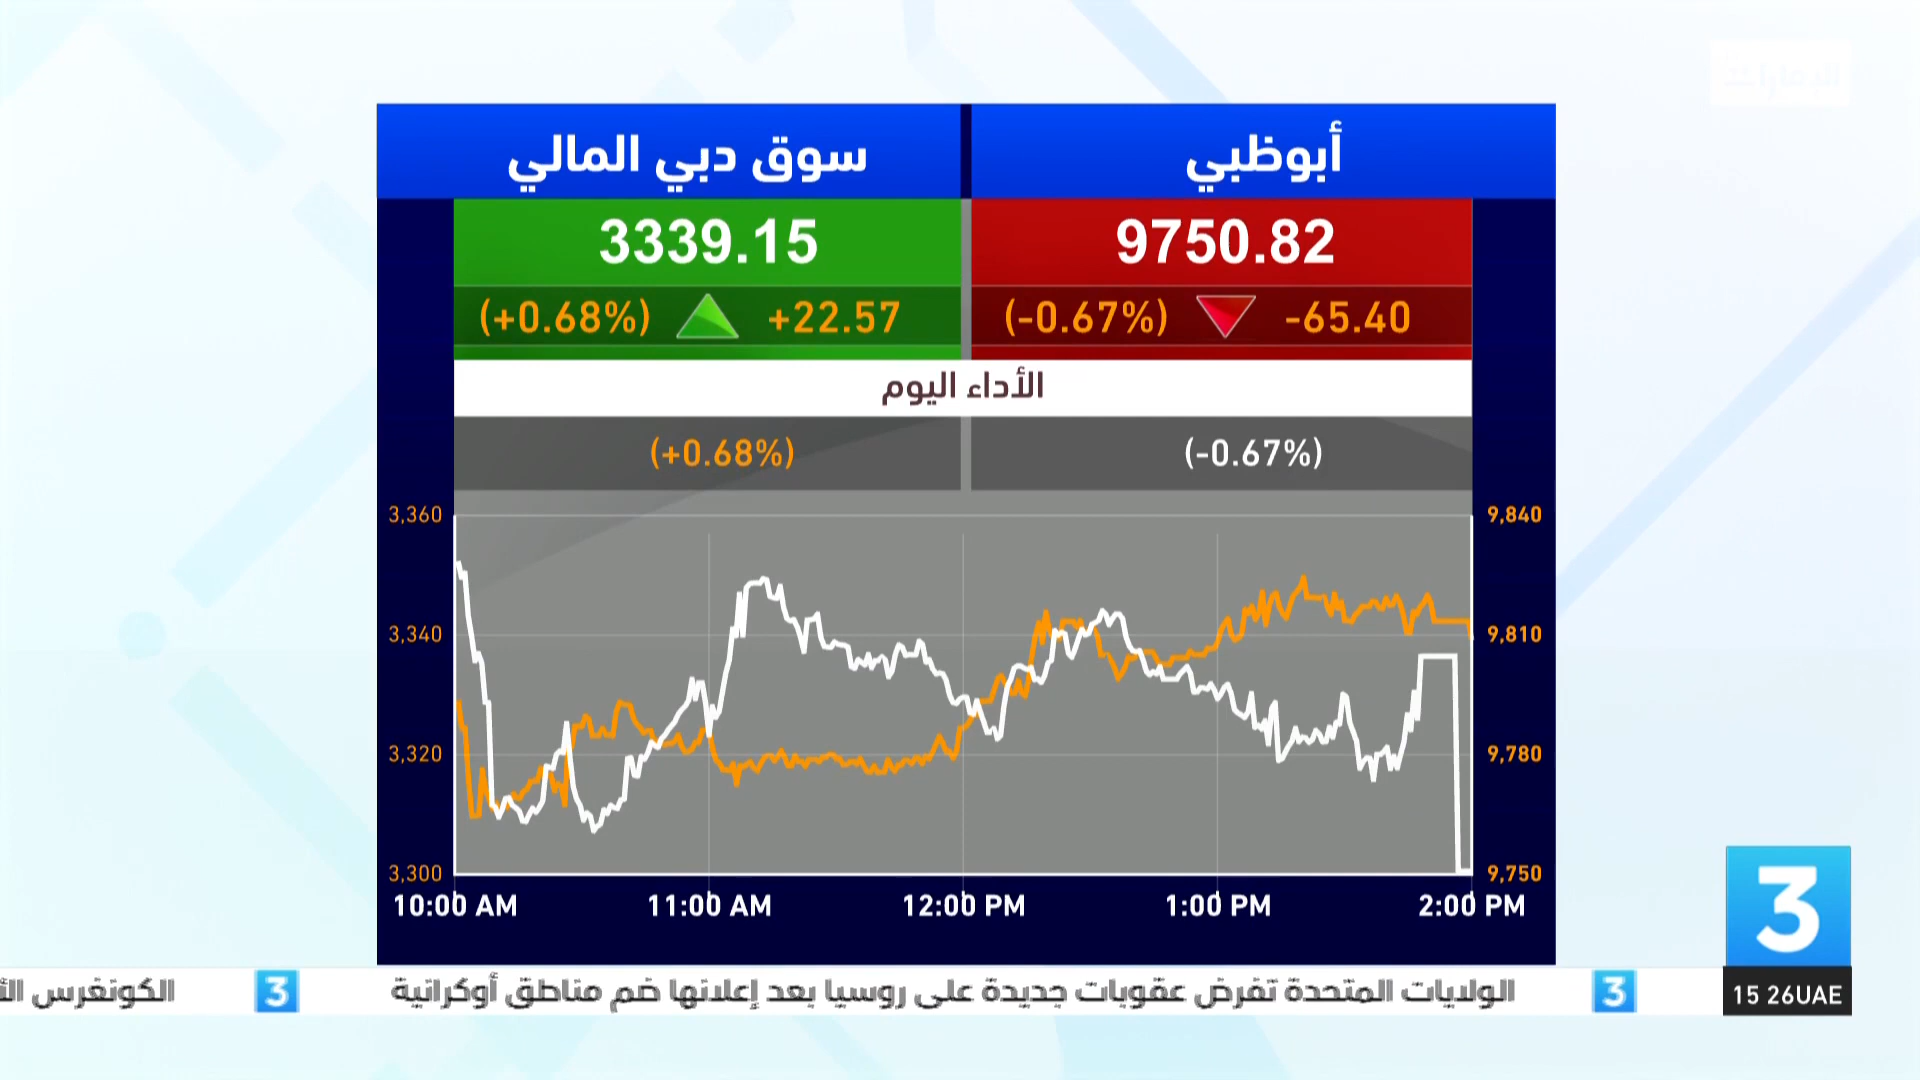 الإمارات
أبوظبي
سوق دبي المالي
9750.82
3339.15
(-0.67%) -65.40
(+0.68%) +22.57
الأداء اليوم
(-0.67%)
(+0.68%)
3,360
3,340
3,320
3,300
9,840
9,810
9,780
9,750
10:00 AM 11:00 AM 12:00 PM 1:00 PM 2:00 PM
3
15 26UAE
3 الولايات المتحدة تفرض عقوبات جديدة على روسيا بعد إعلانها ضم مناطق أوكرانية 3 الكونغرس